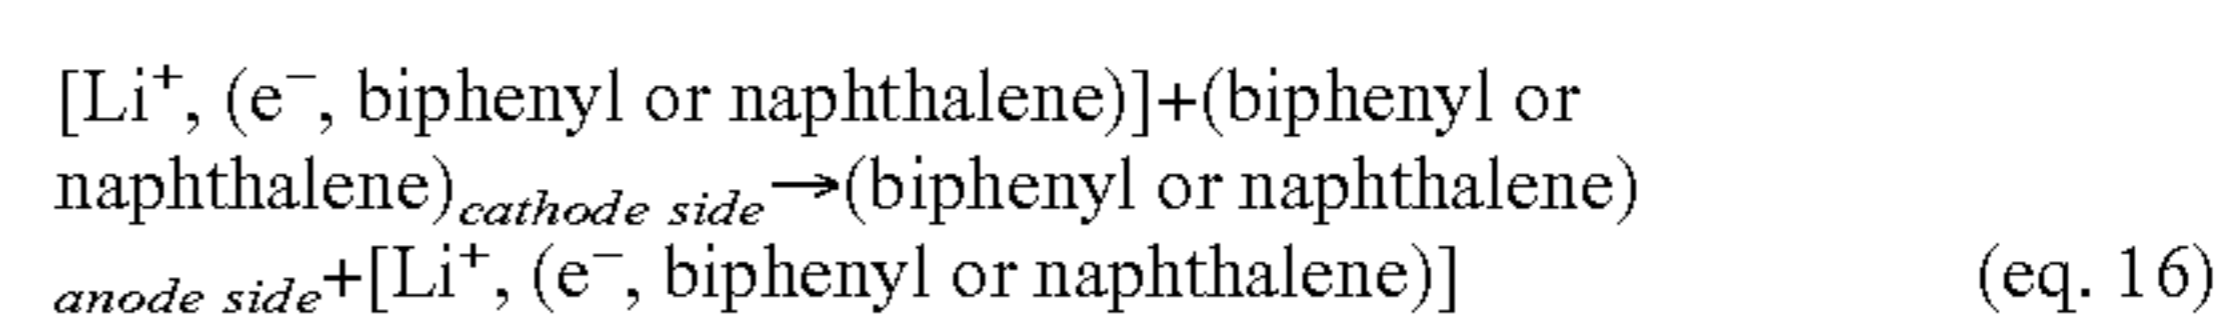 [Li⁺, (e⁻, biphenyl or naphthalene)]+(biphenyl or
naphthalene)cathode side→(biphenyl or naphthalene)
anode side+[Li⁺, (e⁻, biphenyl or naphthalene)] (eq. 16)